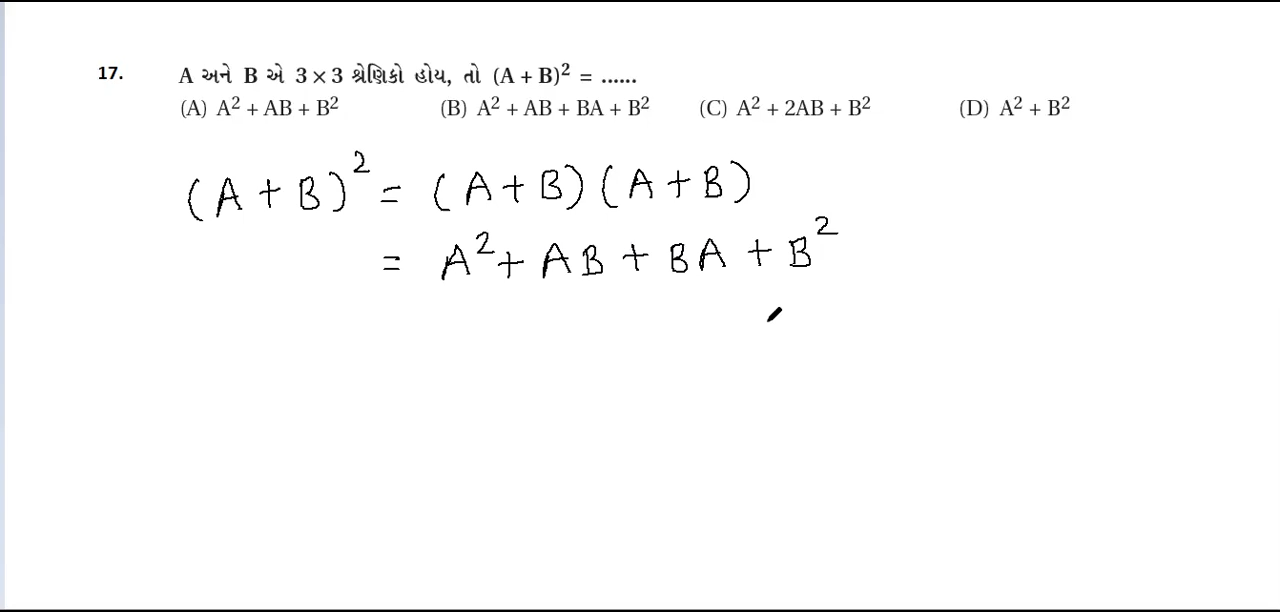 17. A અને B એ 3 × 3 શ્રેણિકો હોય, તો (A + B)² = ......
(A) A² + AB + B² (B) A² + AB + BA + B² (C) A² + 2AB + B² (D) A² + B²
(A + B)² = (A + B) (A + B)
= A² + AB + BA + B²